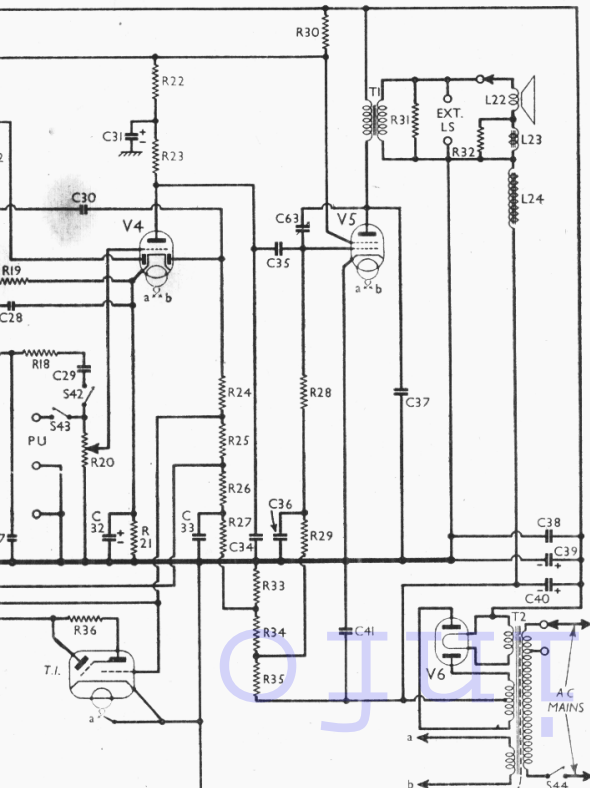 R30
R22
T1
L22
R31
EXT.
LS
C31
+
-
R32
L23
R23
L24
C30
V4
C63
V5
C35
R19
a
b
a
b
C28
R18
C29
S42
S43
PU
R20
R24
R28
C37
R25
R26
C
32
+
-
R
21
C
33
R27
C34
C36
R29
C38
C39
-
+
R33
-
+
C40
R36
R34
C41
T2
T.I.
R35
V6
A C
MAINS
a
a
b
S44